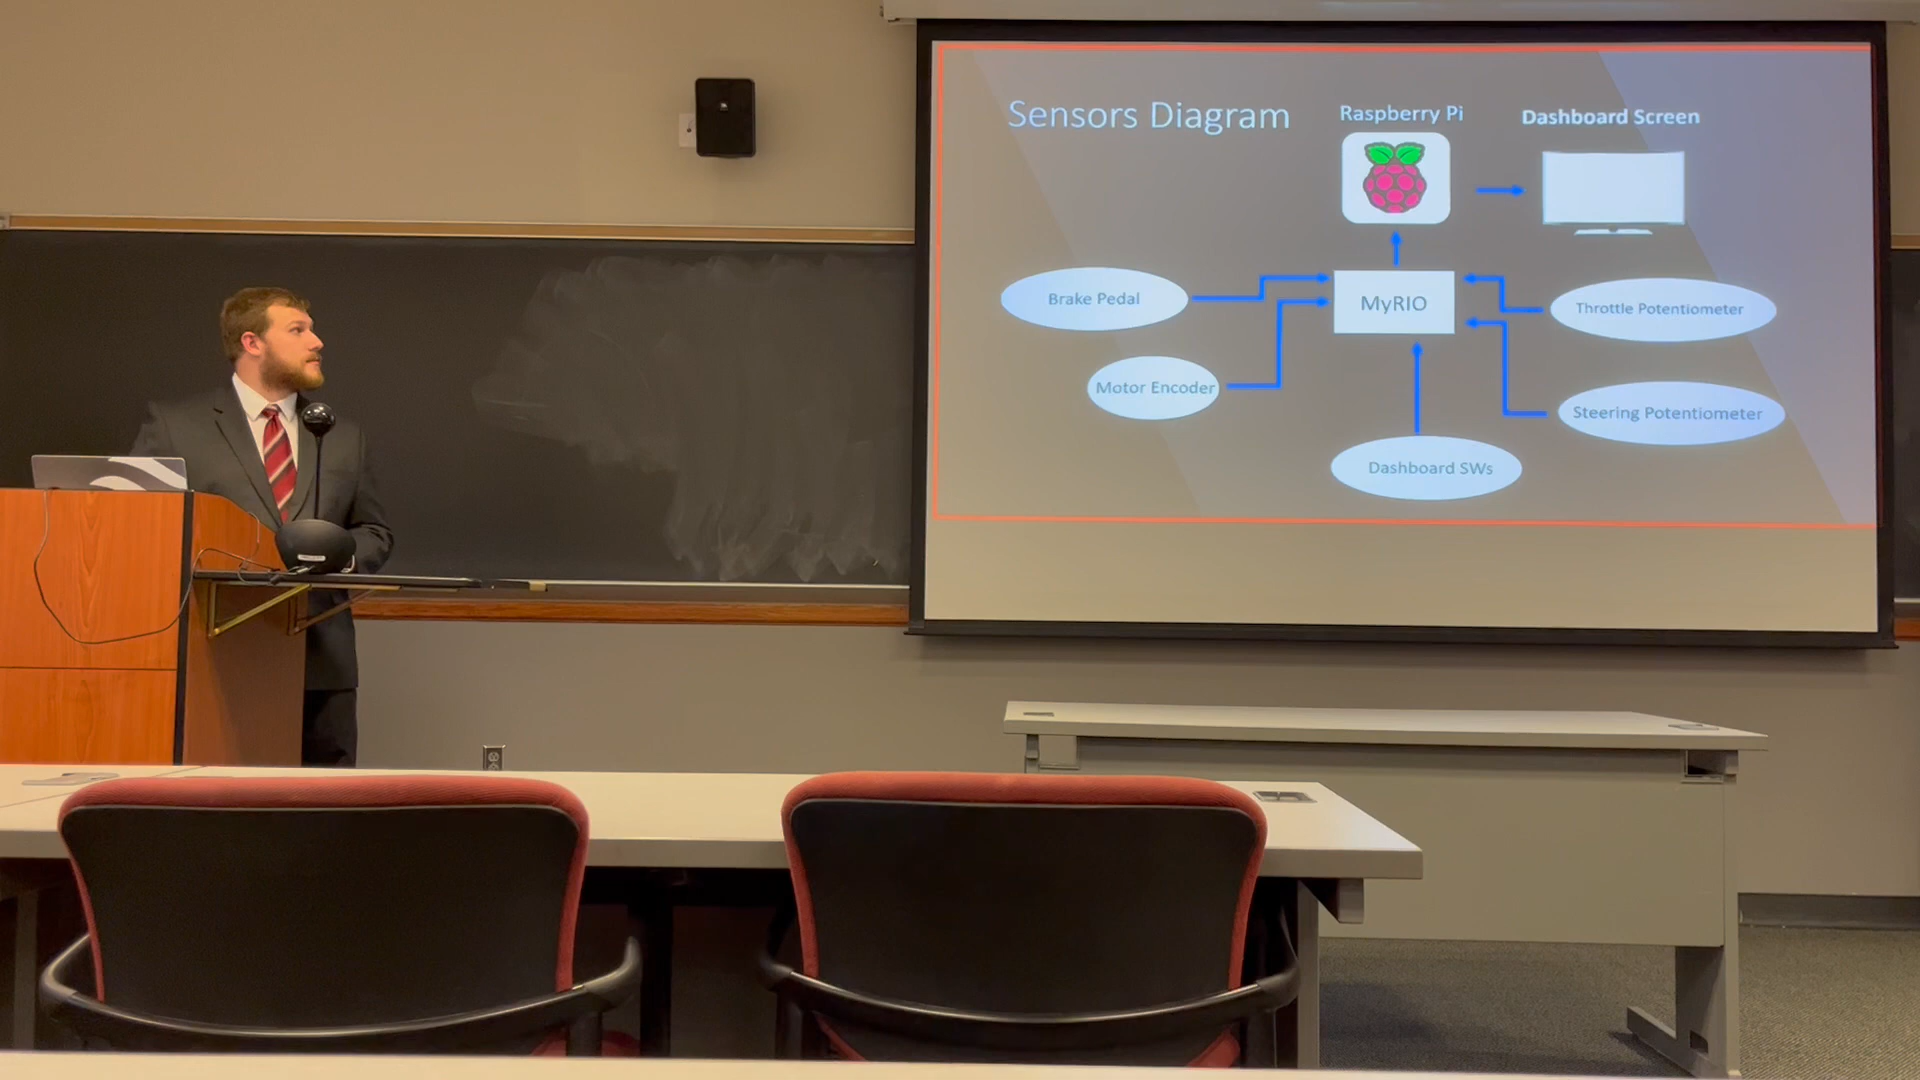 Sensors Diagram
Raspberry Pi
Dashboard Screen
Brake Pedal
MyRIO
Throttle Potentiometer
Motor Encoder
Steering Potentiometer
Dashboard SWs